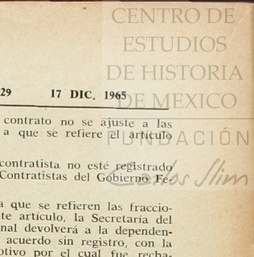 CENTRO DE
ESTUDIOS
DE HISTORIA
DE MEXICO
FUNDACIÓN
Carlos Slim
29 17 DIC. 1965
contrato no se ajuste a las
a que se refiere el artículo
contratista no esté registrado
Contratistas del Gobierno Fe-
a que se refieren las fraccio-
te artículo, la Secretaría del
nal devolverá a la dependen-
acuerdo sin registro, con la
otivo por el cual fue recha-